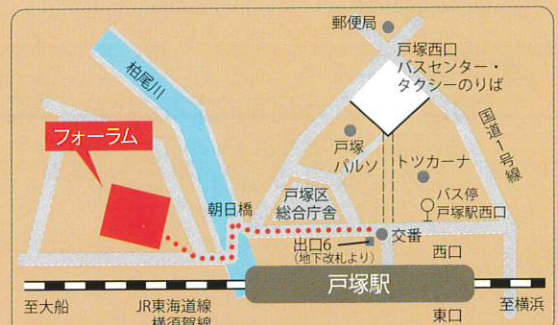 郵便局
戸塚西口
バスセンター・
タクシーのりば
柏尾川
国道1号線
フォーラム
戸塚
パルソ
トツカーナ
戸塚区
総合庁舎
バス停
戸塚駅西口
朝日橋
出口6
(地下改札より)
交番
西口
戸塚駅
至大船
JR東海道線
横須賀線
東口
至横浜